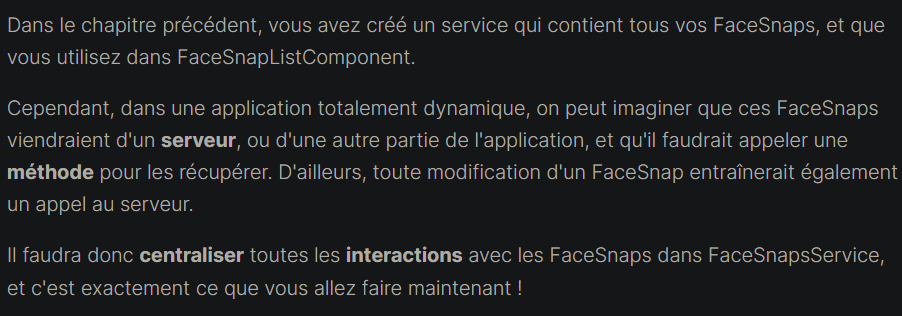 Dans le chapitre précédent, vous avez créé un service qui contient tous vos FaceSnaps, et que
vous utilisez dans FaceSnapListComponent.
Cependant, dans une application totalement dynamique, on peut imaginer que ces FaceSnaps
viendraient d'un serveur, ou d'une autre partie de l'application, et qu'il faudrait appeler une
méthode pour les récupérer. D'ailleurs, toute modification d'un FaceSnap entraînerait également
un appel au serveur.
Il faudra donc centraliser toutes les interactions avec les FaceSnaps dans FaceSnapsService,
et c'est exactement ce que vous allez faire maintenant !